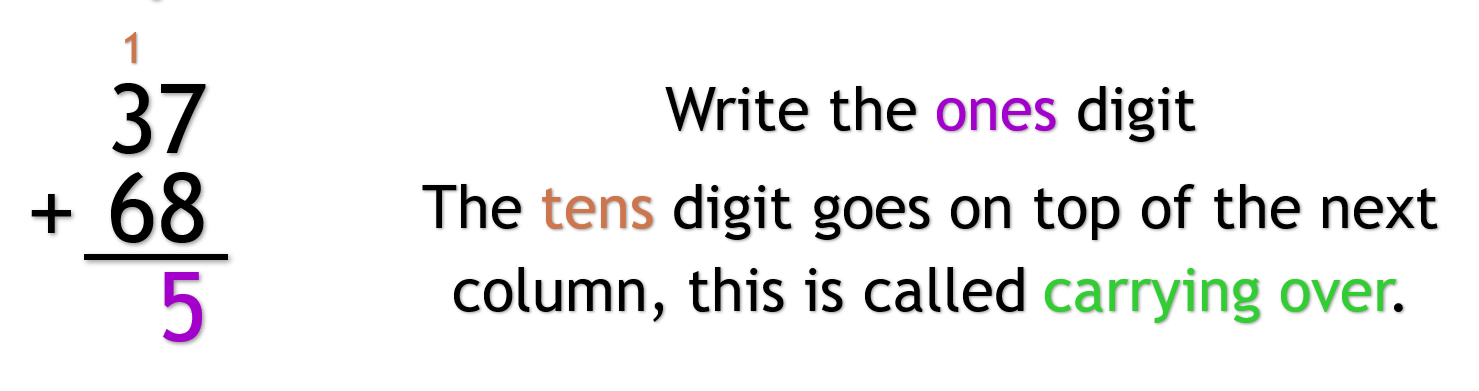 1
37
+ 68
5
Write the ones digit
The tens digit goes on top of the next
column, this is called carrying over.